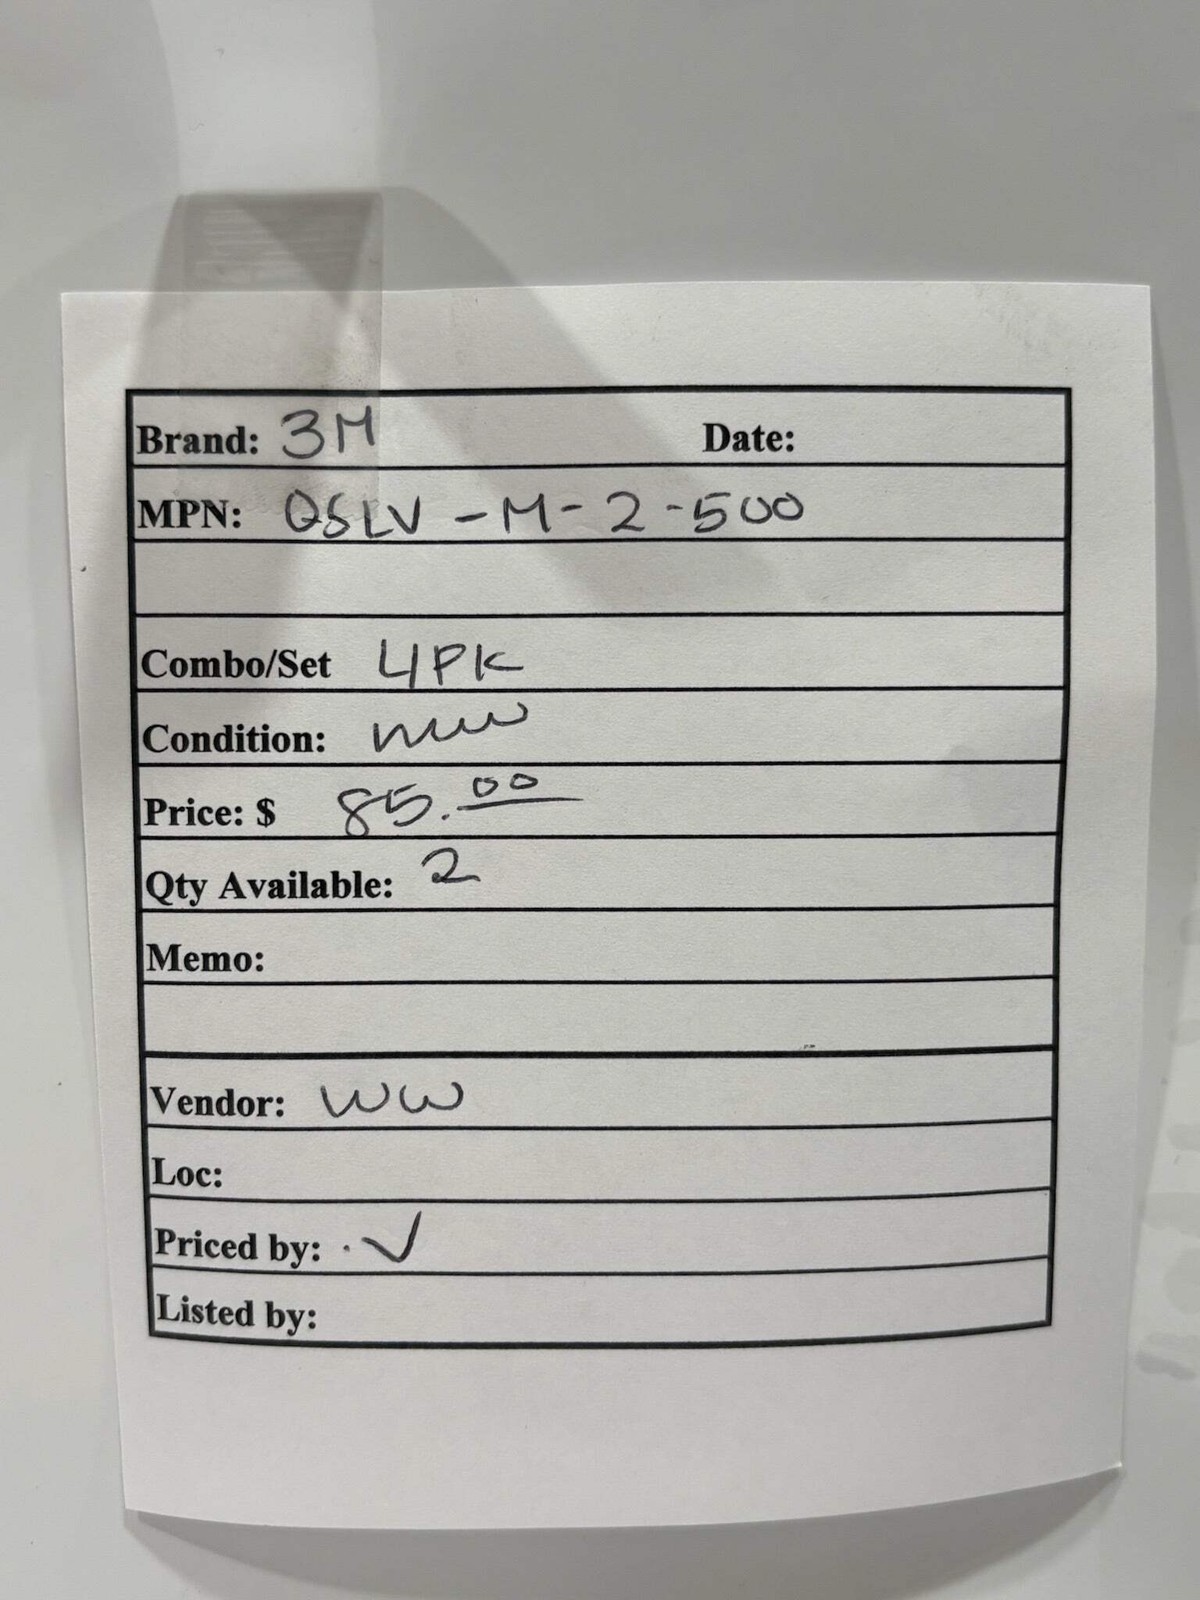 Brand: 3M Date:
MPN: QSLV-M-2-500
Combo/Set 4PK
Condition: new
Price: $ 85.00
Qty Available: 2
Memo:
Vendor: WW
Loc:
Priced by: ✓
Listed by: